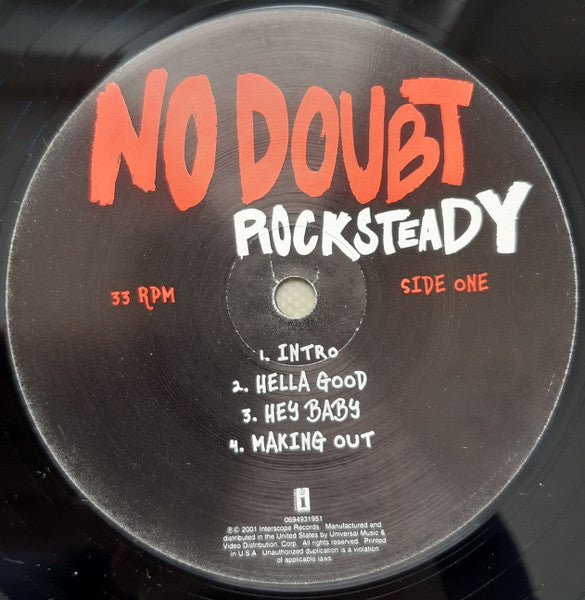 NO DOUBT
ROCKSTEADY
33 RPM
SIDE ONE
1. INTRO
2. HELLA GOOD
3. HEY BABY
4. MAKING OUT
i
0694931951
℗© 2001 Interscope Records. Manufactured and
distributed in the United States by Universal Music &
Video Distribution, Corp. All rights reserved. Printed
in U.S.A. Unauthorized duplication is a violation
of applicable laws.